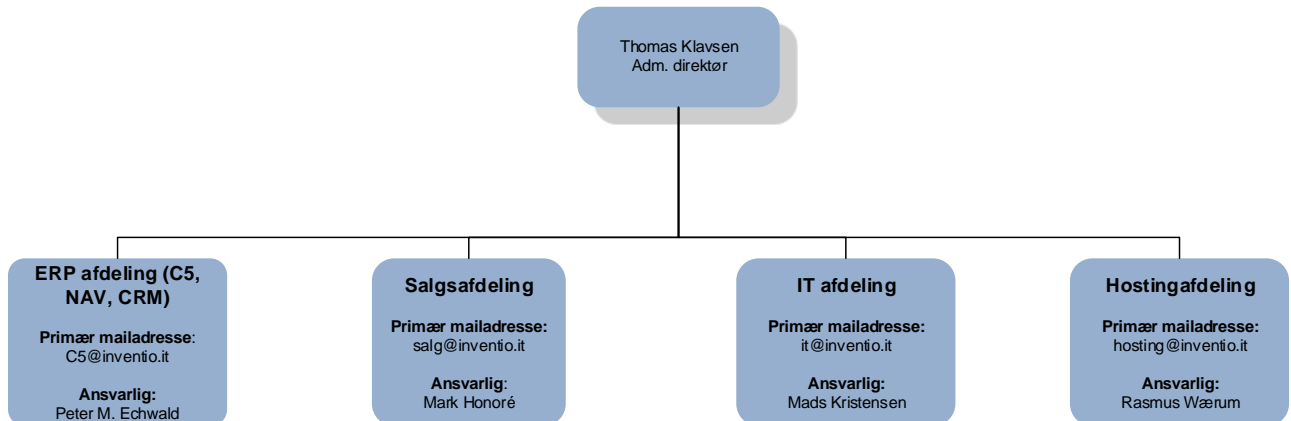 Thomas Klavsen
Adm. direktør
ERP afdeling (C5,
NAV, CRM)
Primær mailadresse:
C5@inventio.it
Ansvarlig:
Peter M. Echwald
Salgsafdeling
Primær mailadresse:
salg@inventio.it
Ansvarlig:
Mark Honoré
IT afdeling
Primær mailadresse:
it@inventio.it
Ansvarlig:
Mads Kristensen
Hostingafdeling
Primær mailadresse:
hosting@inventio.it
Ansvarlig:
Rasmus Wærum